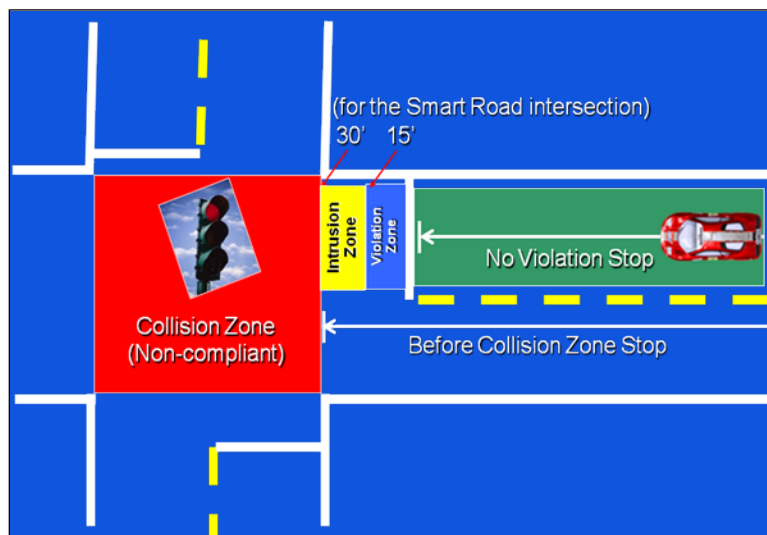 (for the Smart Road intersection)
30' 15'
Intrusion
Zone
Violation
Zone
No Violation Stop
Collision Zone
(Non-compliant)
Before Collision Zone Stop